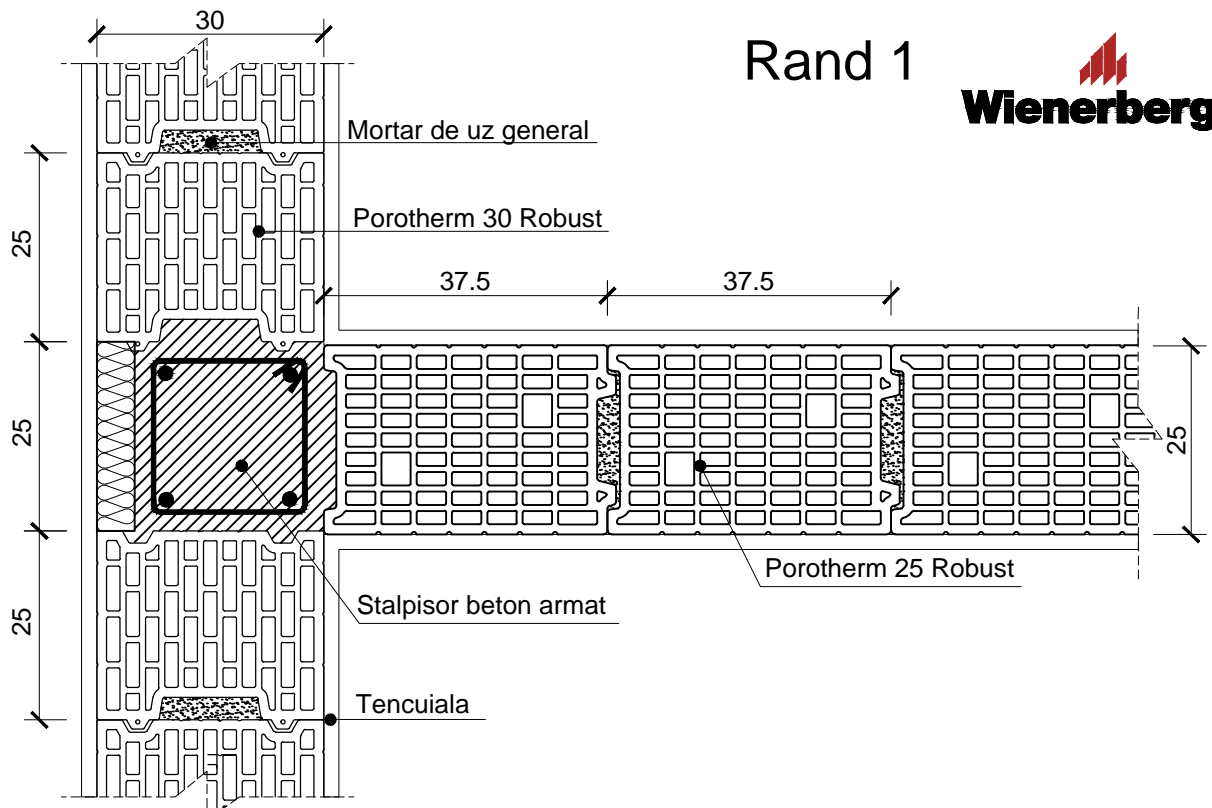 30
Rand 1
Wienerberg
Mortar de uz general
Porotherm 30 Robust
25
37.5
37.5
25
25
Porotherm 25 Robust
Stalpisor beton armat
25
Tencuiala